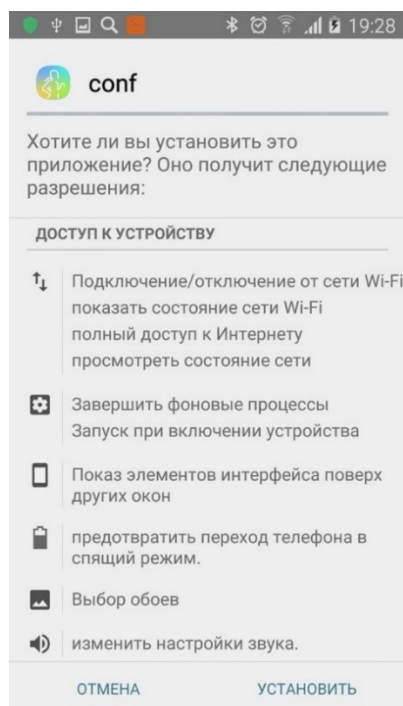 19:28
conf
Хотите ли вы установить это
приложение? Оно получит следующие
разрешения:
ДОСТУП К УСТРОЙСТВУ
Подключение/отключение от сети Wi-Fi
показать состояние сети Wi-Fi
полный доступ к Интернету
просмотреть состояние сети
Завершить фоновые процессы
Запуск при включении устройства
Показ элементов интерфейса поверх
других окон
предотвратить переход телефона в
спящий режим.
Выбор обоев
изменить настройки звука.
ОТМЕНА УСТАНОВИТЬ